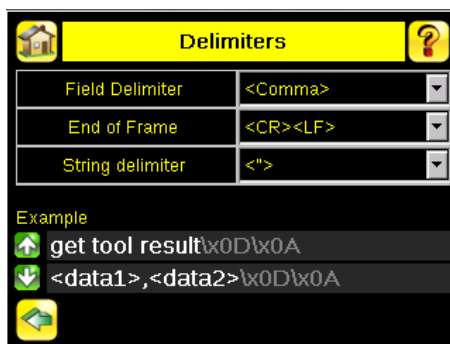 Delimiters
?
Field Delimiter <Comma>
End of Frame <CR><LF>
String delimiter <">
Example
get tool result\x0D\x0A
<data1>,<data2>\x0D\x0A